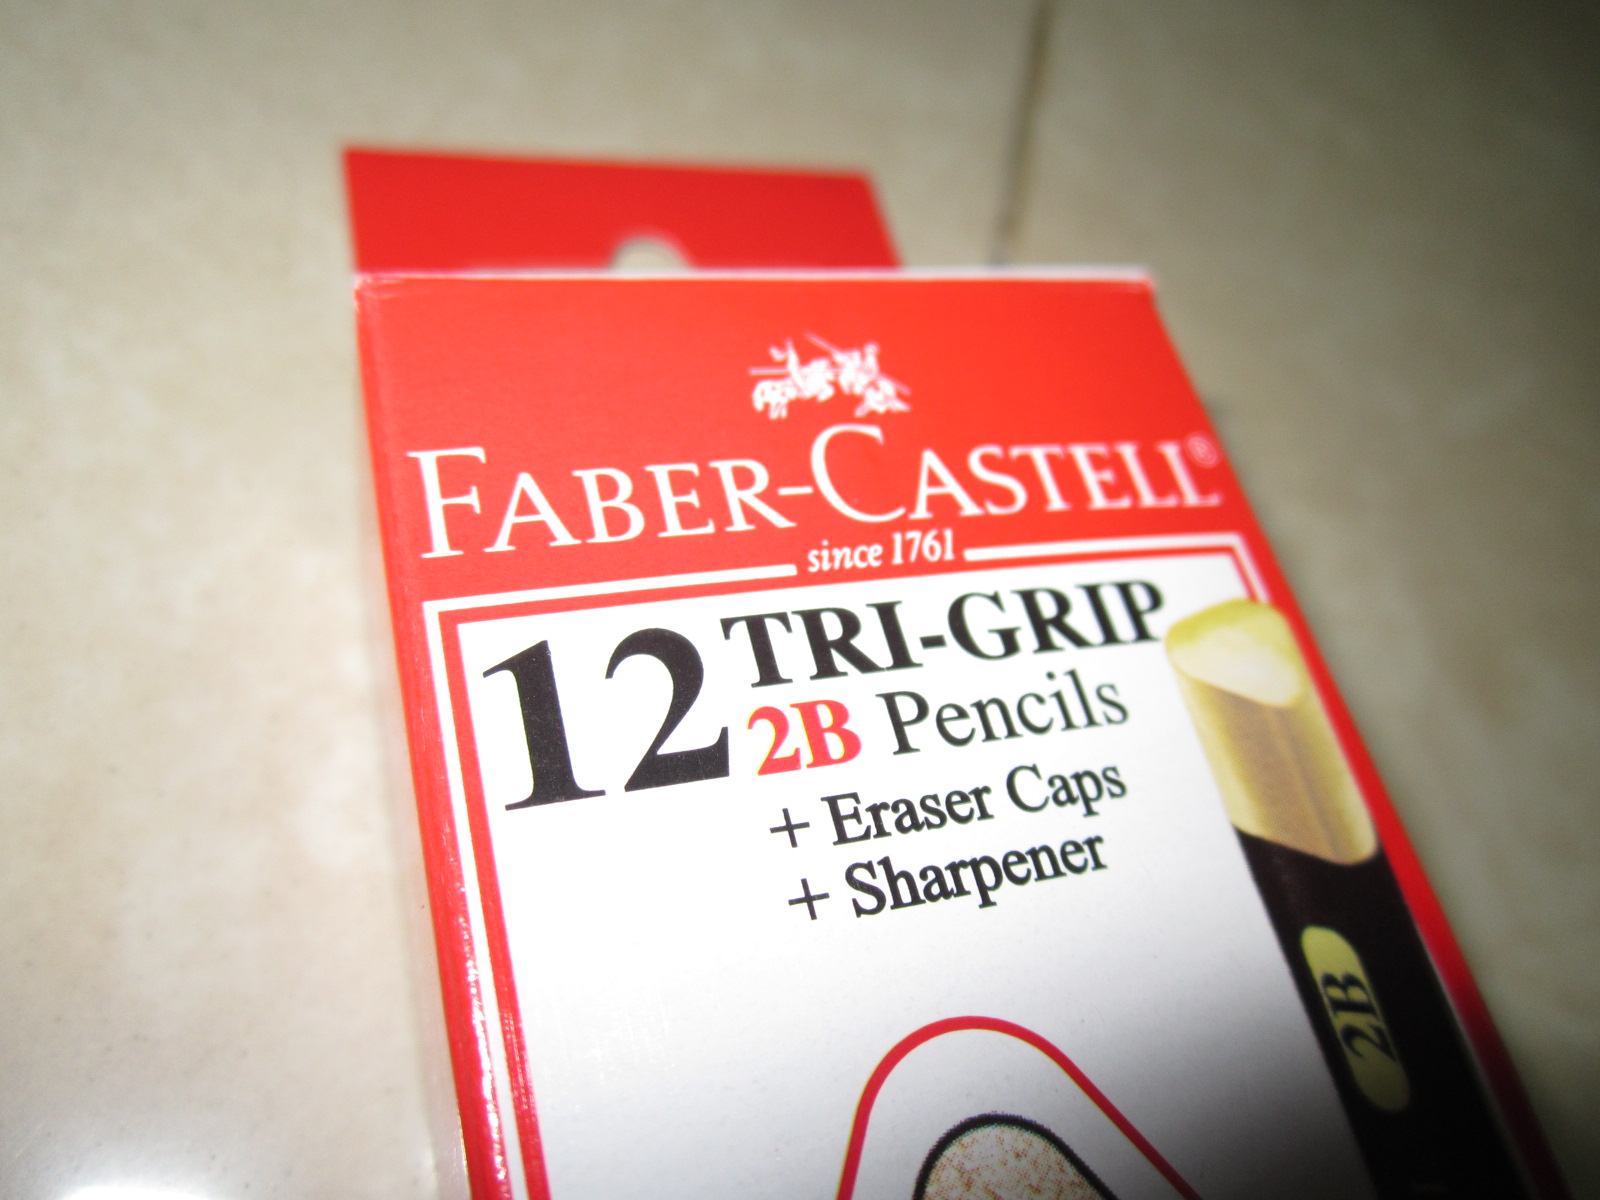 FABER-CASTELL®
since 1761
12 TRI-GRIP
2B Pencils
+ Eraser Caps
+ Sharpener
2B